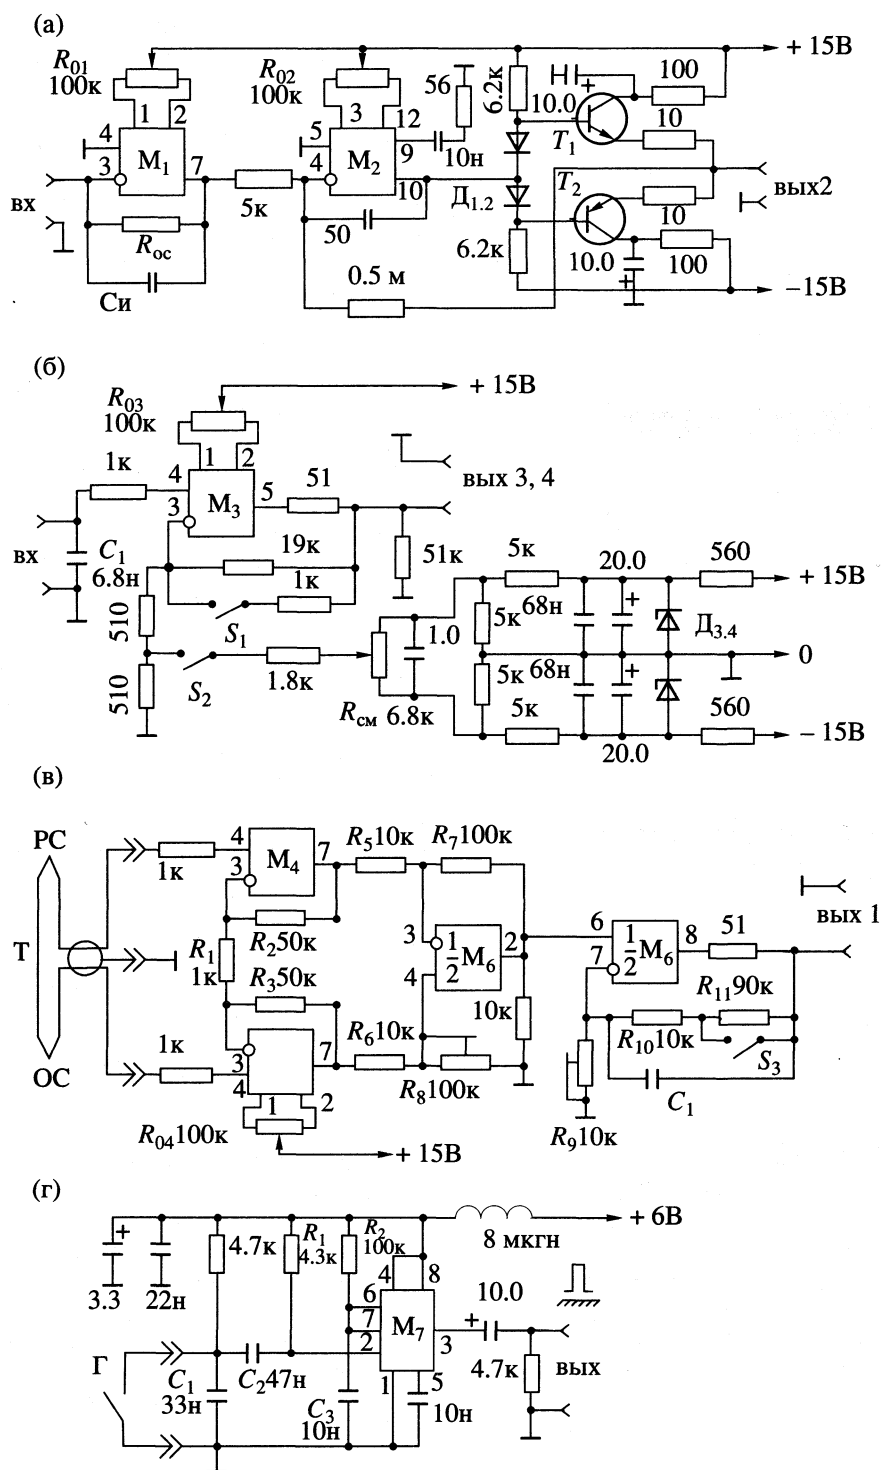 (а)
R01
100к
R02
100к
+ 15В
1 2
3 12
4
3
M1
7
5
4
M2
9
10
56
10н
6.2к
10.0 +
T1
100
10
вх
5к
Rос
Си
50
0.5 м
Д1.2
6.2к
T2
10
100
10.0
+
вых2
−15В
(б)
R03
100к
+ 15В
1к
4
1 2
3
M3
5
51
вых 3, 4
вх
C1
6.8н
19к
1к
51к
5к
20.0
560
+ 15В
510
S1
1.0
5к
68н
+
Д3.4
S2
1.8к
0
510
Rсм 6.8к
5к
68н
+
5к
20.0
560
− 15В
(в)
РС
Т
ОС
1к
4
3
M4
7
R5 10к
R7 100к
R1
1к
R2 50к
R3 50к
3
4
1/2 M6
2
6
7
1/2 M6
8
51
вых 1
1к
3
4
7
1 2
R6 10к
R8 100к
10к
R10 10к
R11 90к
S3
C1
R9 10к
R04 100к
+ 15В
(г)
+ 6В
8 мкгн
+
3.3
22н
4.7к
R1
4.3к
R2
100к
4 8
6
7
2
M7
3
1
5
+ 10.0
4.7к
вых
Г
C1
33н
C2 47н
C3
10н
10н